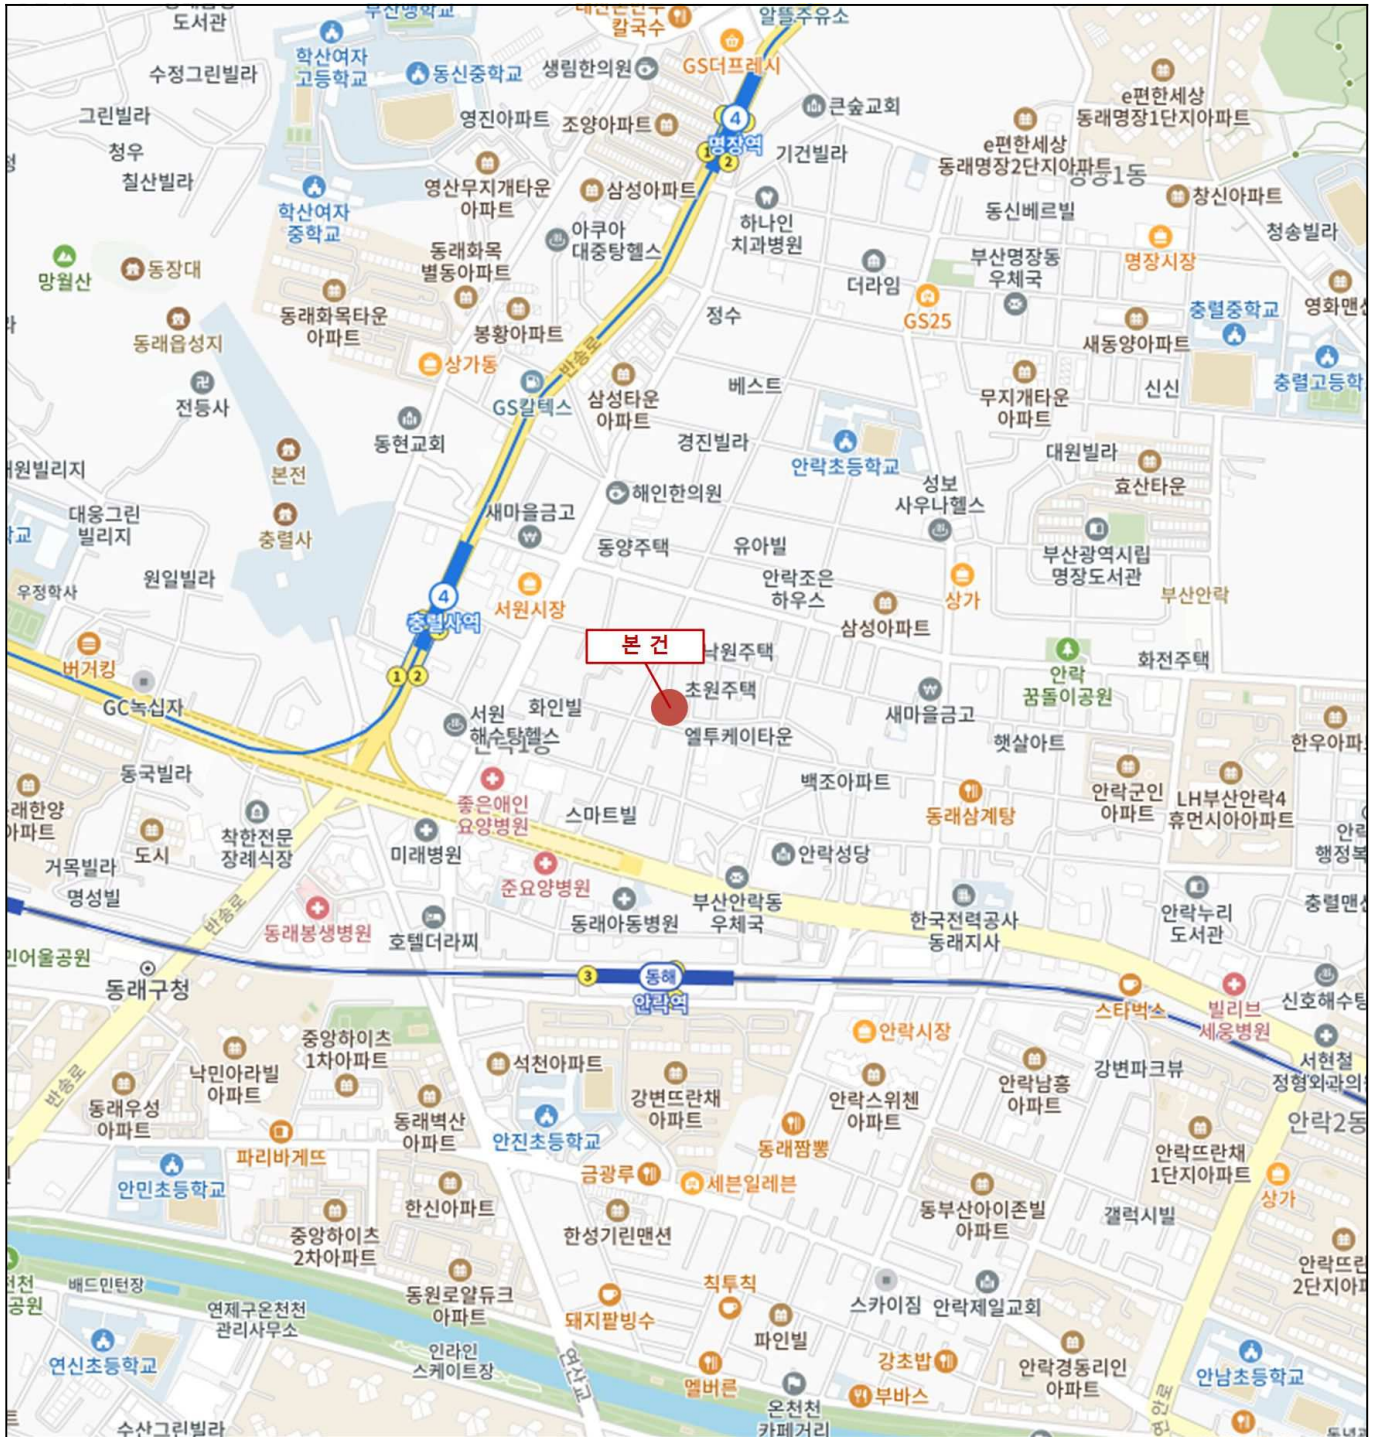 도서관
알뜰주유소
칼국수
GS더프레시
학산여자
고등학교
동신중학교
생림한의원
수정그린빌라
e편한세상
동래명장1단지아파트
큰숲교회
그린빌라
영진아파트
조양아파트
4
명장역
1
2
기건빌라
e편한세상
동래명장2단지아파트
청우
칠산빌라
영산무지개타운
아파트
삼성아파트
창신아파트
학산여자
중학교
하나인
치과병원
동신베르빌
청송빌라
아쿠아
대중탕헬스
동래화목
별동아파트
부산명장동
우체국
명장시장
망월산
동장대
더라임
GS25
정수
동래화목타운
아파트
봉황아파트
충렬중학교
새동양아파트
동래읍성지
반송로
상가동
전등사
GS칼텍스
삼성타운
아파트
베스트
무지개타운
아파트
신신
동현교회
경진빌라
안락초등학교
대원빌라
본전
효산타운
해인한의원
성보
사우나헬스
대웅그린
빌리지
충렬사
새마을금고
동양주택
유아빌
부산광역시립
명장도서관
원일빌라
우정학사
안락조은
하우스
상가
부산안락
4
충렬사역
서원시장
삼성아파트
본 건
낙원주택
버거킹
1
2
안락
꿈돌이공원
화전주택
초원주택
GC녹십자
서원
해수탕헬스
화인빌
새마을금고
엘투케이타운
햇살아트
동국빌라
백조아파트
좋은애인
요양병원
스마트빌
동래삼계탕
안락군인
아파트
LH부산안락4
휴먼시아아파트
도시
착한전문
장례식장
미래병원
안락성당
거목빌라
준요양병원
명성빌
동래봉생병원
호텔더라찌
동래아동병원
부산안락동
우체국
한국전력공사
동래지사
안락누리
도서관
반송로
동래구청
3
동해
안락역
스타벅스
빌리브
세웅병원
안락시장
중앙하이츠
1차아파트
석천아파트
낙민아라빌
아파트
강변뜨란채
아파트
안락스위첸
아파트
안락남흥
아파트
강변파크뷰
서현철
반송로
동래우성
아파트
동래벽산
아파트
안진초등학교
동래짬뽕
안락2동
안락뜨란채
1단지아파트
파리바게뜨
안민초등학교
금광루
세븐일레븐
상가
한신아파트
한성기린맨션
동부산아이존빌
아파트
갤럭시빌
중앙하이츠
2차아파트
배드민턴장
연제구온천천
관리사무소
동원로얄듀크
아파트
돼지팥빙수
칙투칙
파인빌
스카이짐
안락제일교회
연신초등학교
인라인
스케이트장
연산교
멜버른
강초밥
부바스
안락경동리인
아파트
안남초등학교
온천천
카페거리
연안로
수산그린빌라